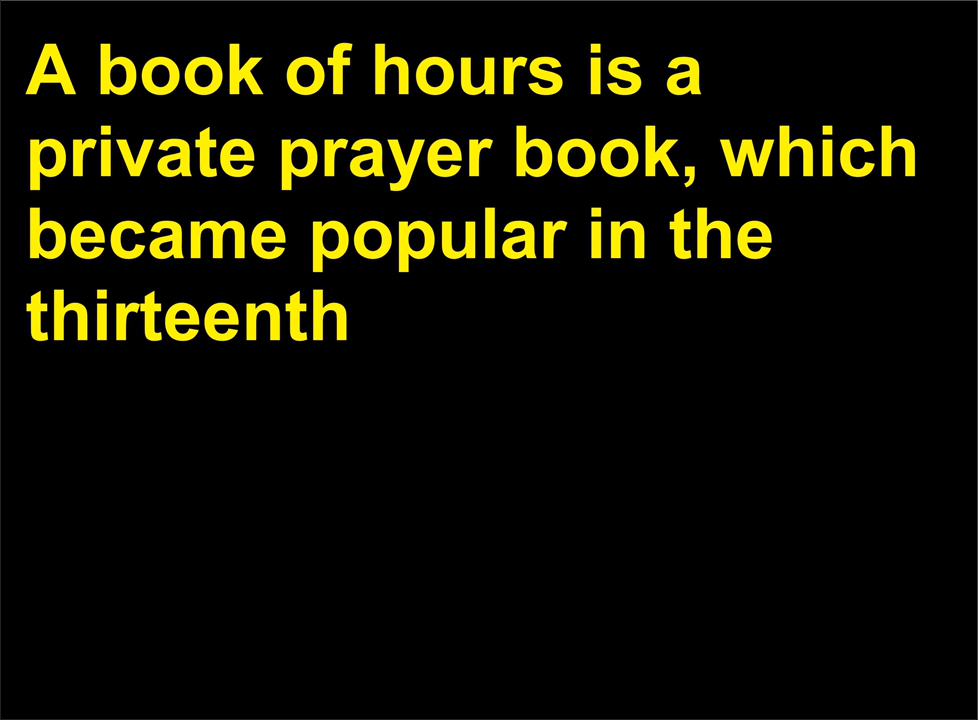 A book of hours is a
private prayer book, which
became popular in the
thirteenth